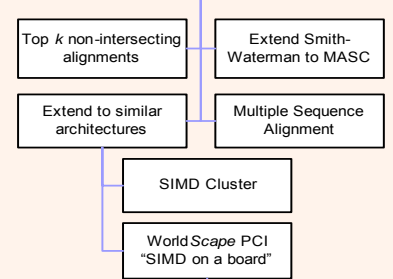 Top k non-intersecting
alignments
Extend Smith-
Waterman to MASC
Extend to similar
architectures
Multiple Sequence
Alignment
SIMD Cluster
WorldScape PCI
“SIMD on a board”